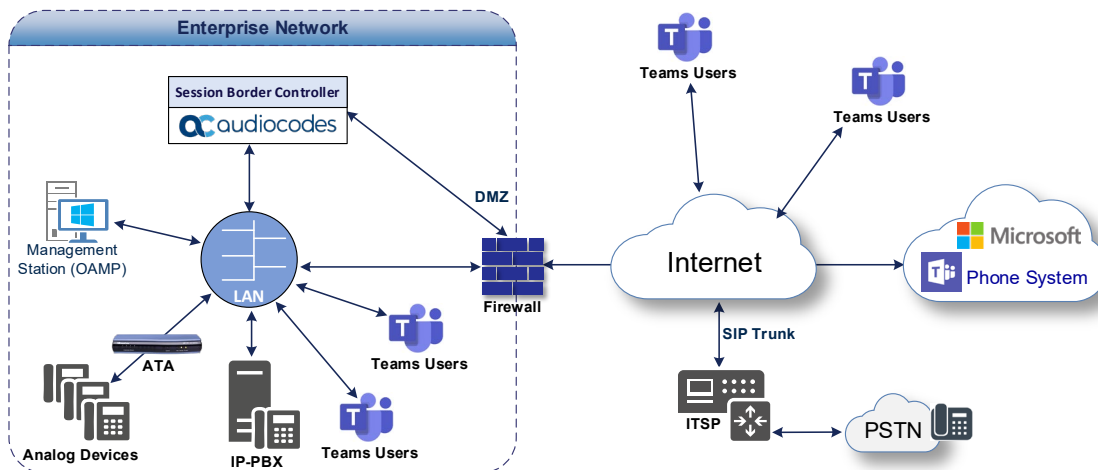 Enterprise Network
Session Border Controller
audiocodes
DMZ
Management
Station (OAMP)
LAN
Firewall
ATA
Teams Users
Analog Devices
IP-PBX
Teams Users
Teams Users
Teams Users
Internet
Microsoft
Phone System
SIP Trunk
ITSP
PSTN